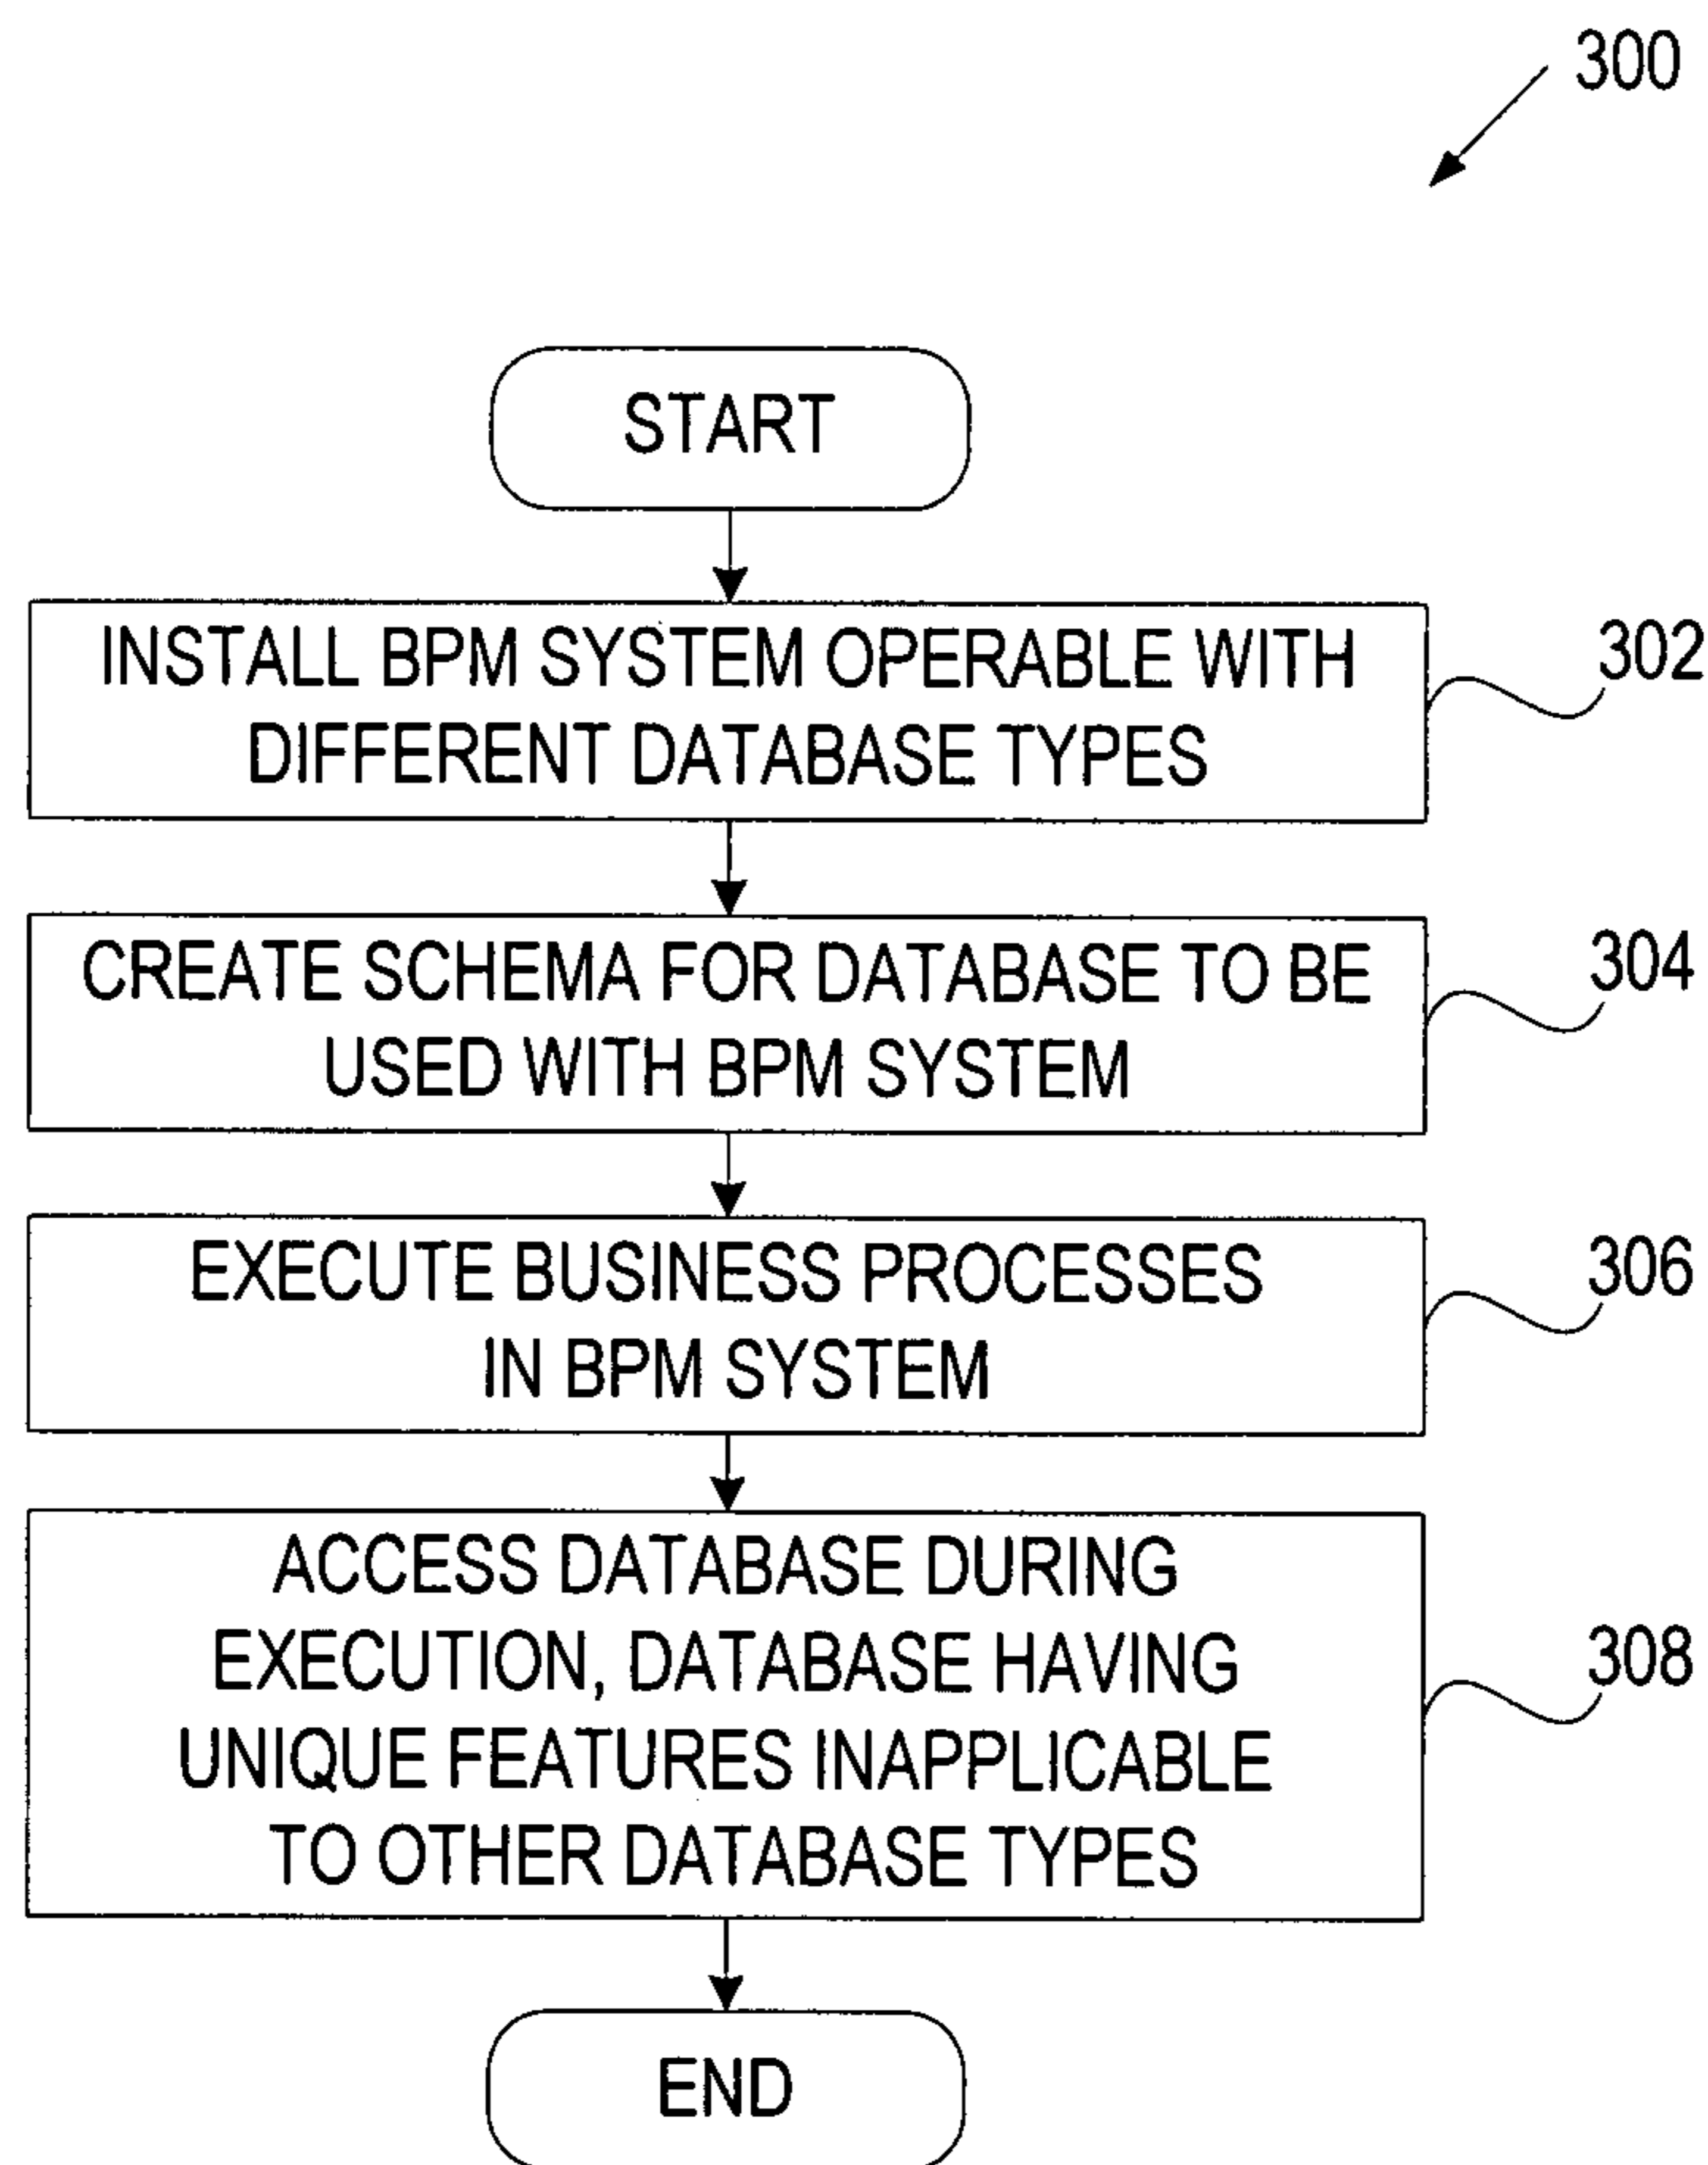 300
START
INSTALL BPM SYSTEM OPERABLE WITH
DIFFERENT DATABASE TYPES
302
CREATE SCHEMA FOR DATABASE TO BE
USED WITH BPM SYSTEM
304
EXECUTE BUSINESS PROCESSES
IN BPM SYSTEM
306
ACCESS DATABASE DURING
EXECUTION, DATABASE HAVING
UNIQUE FEATURES INAPPLICABLE
TO OTHER DATABASE TYPES
308
END